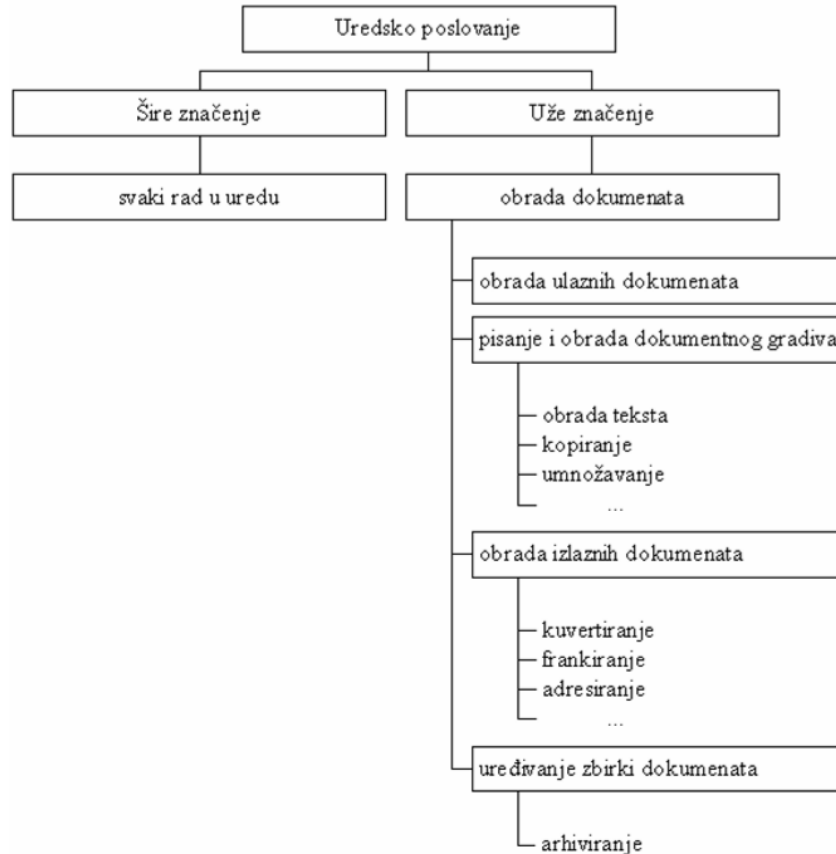 Uredsko poslovanje
Šire značenje
Uže značenje
svaki rad u uredu
obrada dokumenata
obrada ulaznih dokumenata
pisanje i obrada dokumentnog gradiva
obrada teksta
kopiranje
umnožavanje
...
obrada izlaznih dokumenata
kuvertiranje
frankiranje
adresiranje
...
uređivanje zbirki dokumenata
arhiviranje